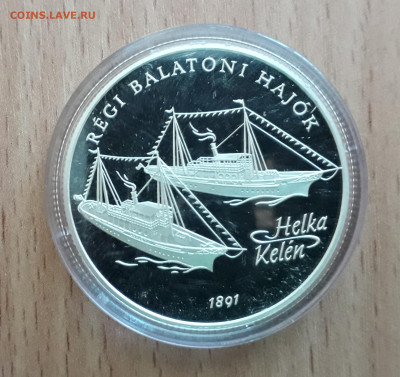 COINS.LAVE.RU
RÉGI BALATONI HAJÓK
Helka
Kelén
1891